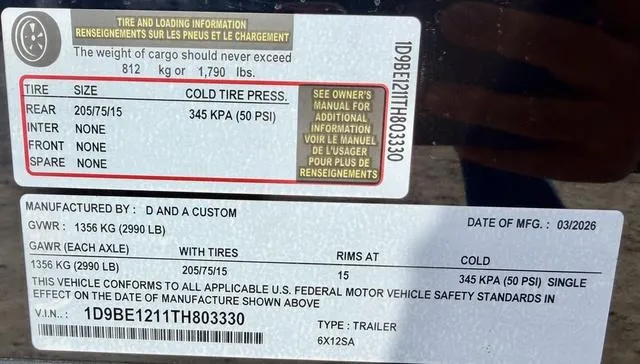 TIRE AND LOADING INFORMATION
RENSEIGNEMENTS SUR LES PNEUS ET LE CHARGEMENT
The weight of cargo should never exceed
812 kg or 1,790 lbs.
TIRE SIZE COLD TIRE PRESS.
REAR 205/75/15 345 KPA (50 PSI)
INTER NONE
FRONT NONE
SPARE NONE
SEE OWNER'S
MANUAL FOR
ADDITIONAL
INFORMATION
VOIR LE MANUEL
DE L'USAGER
POUR PLUS DE
RENSEIGNEMENTS
1D9BE1211TH803330
MANUFACTURED BY : D AND A CUSTOM
DATE OF MFG. : 03/2026
GVWR : 1356 KG (2990 LB)
GAWR (EACH AXLE) WITH TIRES RIMS AT COLD
1356 KG (2990 LB) 205/75/15 15 345 KPA (50 PSI) SINGLE
THIS VEHICLE CONFORMS TO ALL APPLICABLE U.S. FEDERAL MOTOR VEHICLE SAFETY STANDARDS IN
EFFECT ON THE DATE OF MANUFACTURE SHOWN ABOVE
V.I.N.: 1D9BE1211TH803330
TYPE : TRAILER
6X12SA